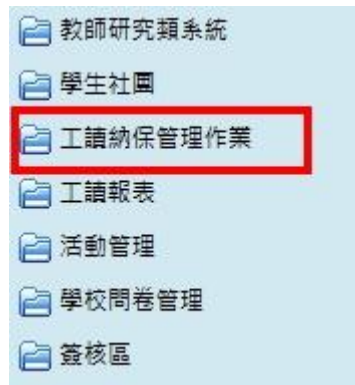 教師研究類系統
學生社團
工讀納保管理作業
工讀報表
活動管理
學校問卷管理
簽核區